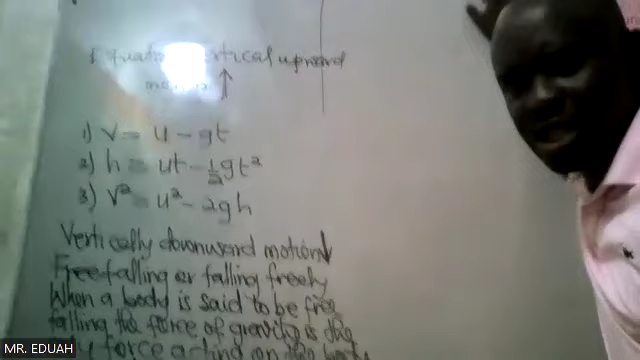 Equation vertical upward
motion ↑
1) V = u - gt
2) h = ut - 1/2gt²
3) V² = u² - 2gh
Vertically downward motion↓
Free falling or falling freely
When a body is said to be free
falling the force of gravity is the
force acting on the body
MR. EDUAH